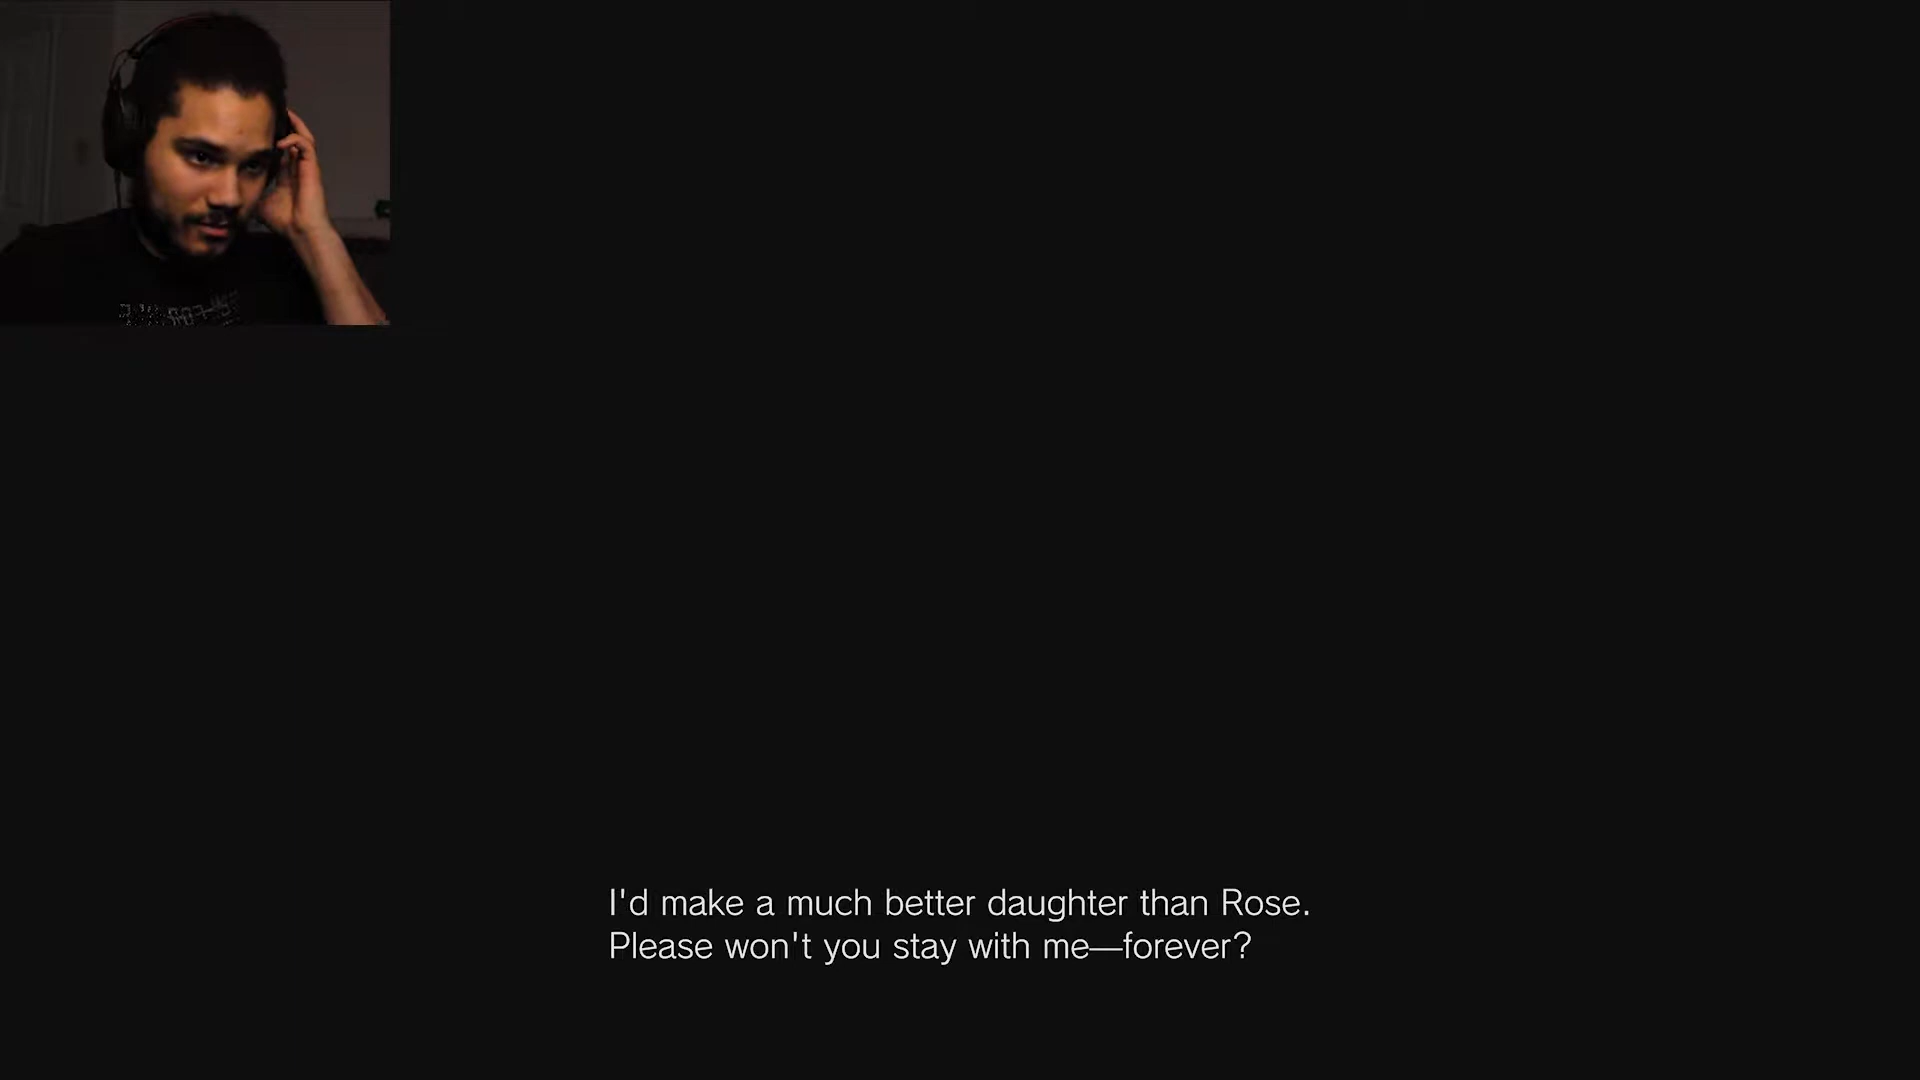 I'd make a much better daughter than Rose.
Please won't you stay with me—forever?